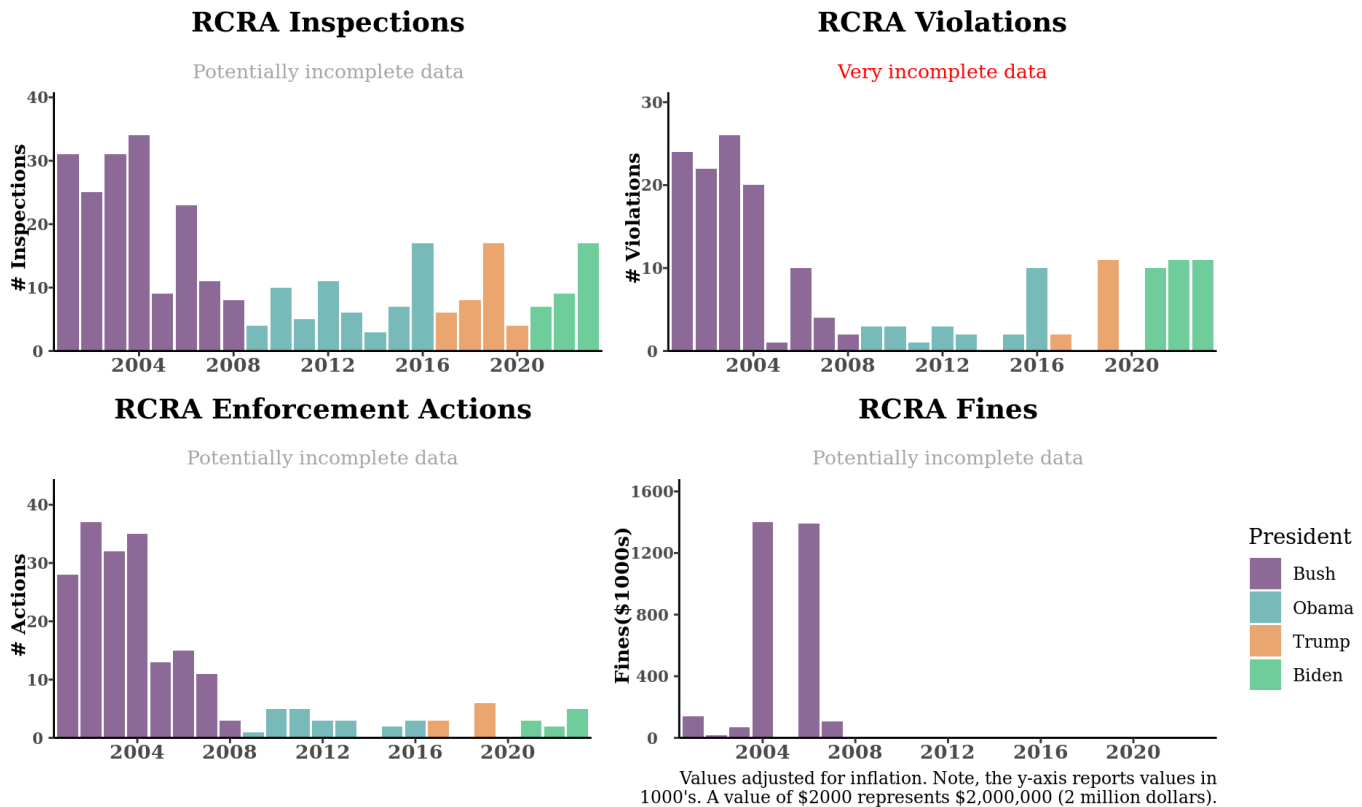 RCRA Inspections
Potentially incomplete data
# Inspections
40
30
20
10
0
2004 2008 2012 2016 2020
RCRA Violations
Very incomplete data
# Violations
30
20
10
0
2004 2008 2012 2016 2020
RCRA Enforcement Actions
Potentially incomplete data
# Actions
40
30
20
10
0
2004 2008 2012 2016 2020
RCRA Fines
Potentially incomplete data
Fines($1000s)
1600
1200
800
400
0
2004 2008 2012 2016 2020
President
Bush
Obama
Trump
Biden
Values adjusted for inflation. Note, the y-axis reports values in
1000's. A value of $2000 represents $2,000,000 (2 million dollars).